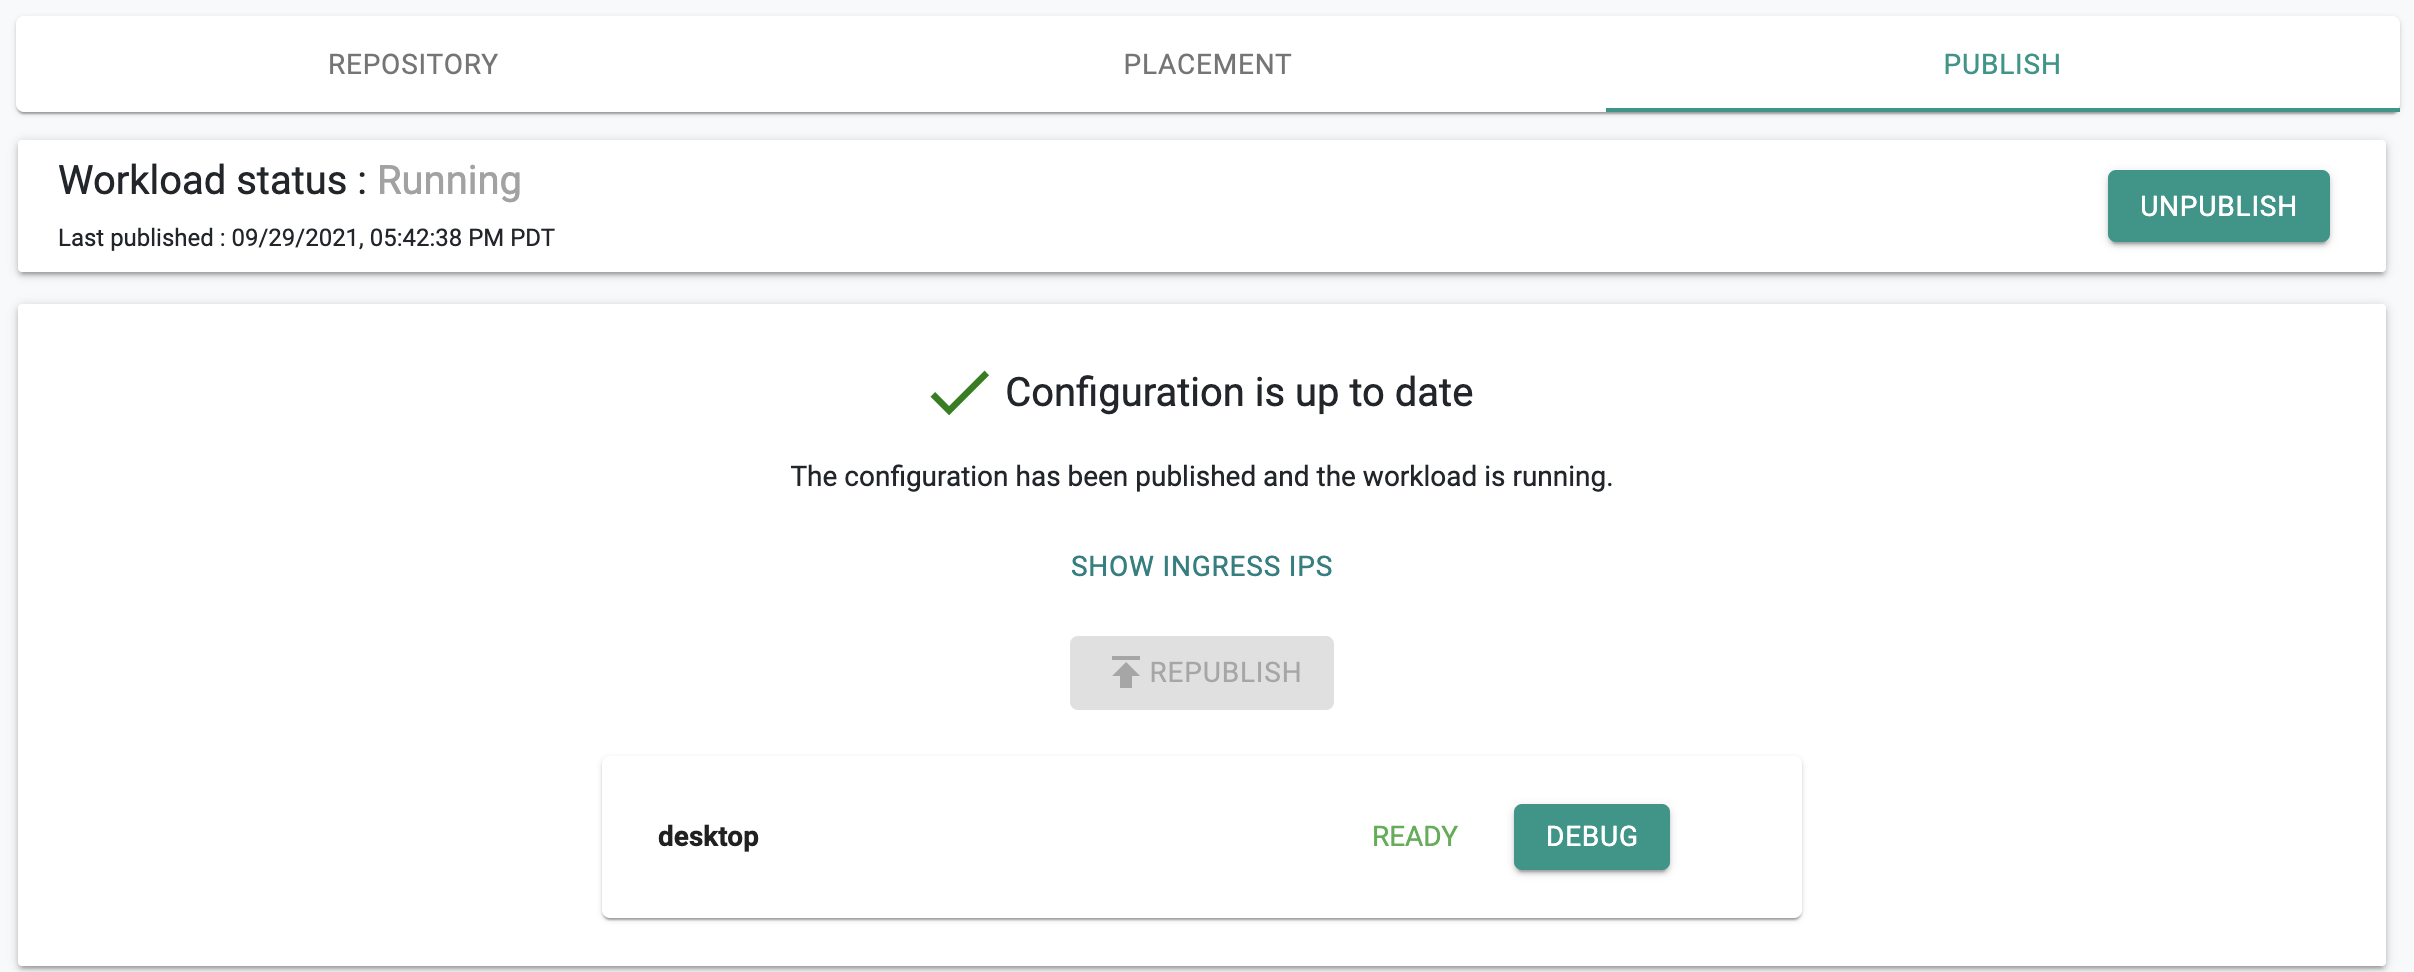 REPOSITORY PLACEMENT PUBLISH
Workload status : Running
Last published : 09/29/2021, 05:42:38 PM PDT
UNPUBLISH
Configuration is up to date
The configuration has been published and the workload is running.
SHOW INGRESS IPS
REPUBLISH
desktop READY DEBUG